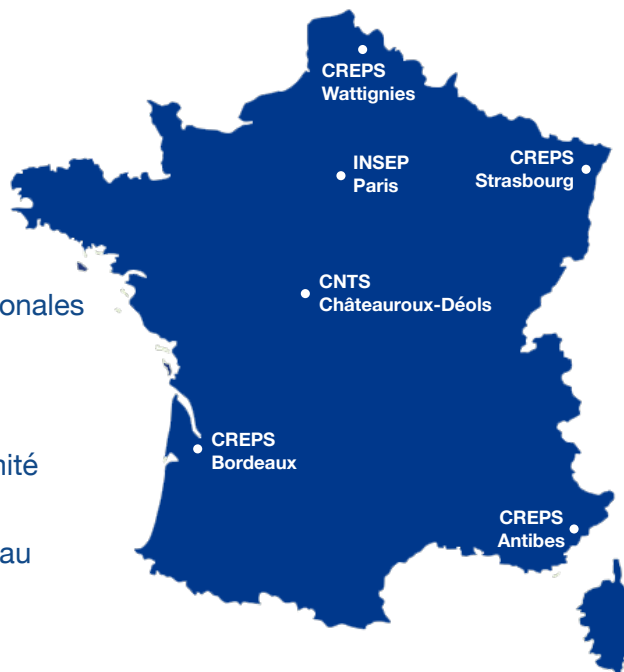 CREPS
Wattignies
INSEP
Paris
CREPS
Strasbourg
CNTS
Châteauroux-Déols
onales
CREPS
Bordeaux
nité
CREPS
Antibes
au